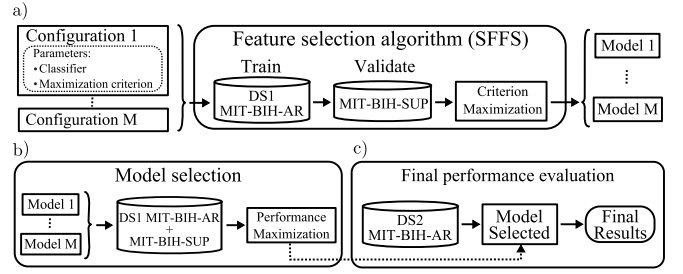 a)
Configuration 1
Parameters:
•Classifier
•Maximization criterion
Configuration M
Feature selection algorithm (SFFS)
Train
Validate
DS1
MIT-BIH-AR
MIT-BIH-SUP
Criterion
Maximization
Model 1
Model M
b)
Model selection
Model 1
Model M
DS1 MIT-BIH-AR
+
MIT-BIH-SUP
Performance
Maximization
c)
Final performance evaluation
DS2
MIT-BIH-AR
Model
Selected
Final
Results